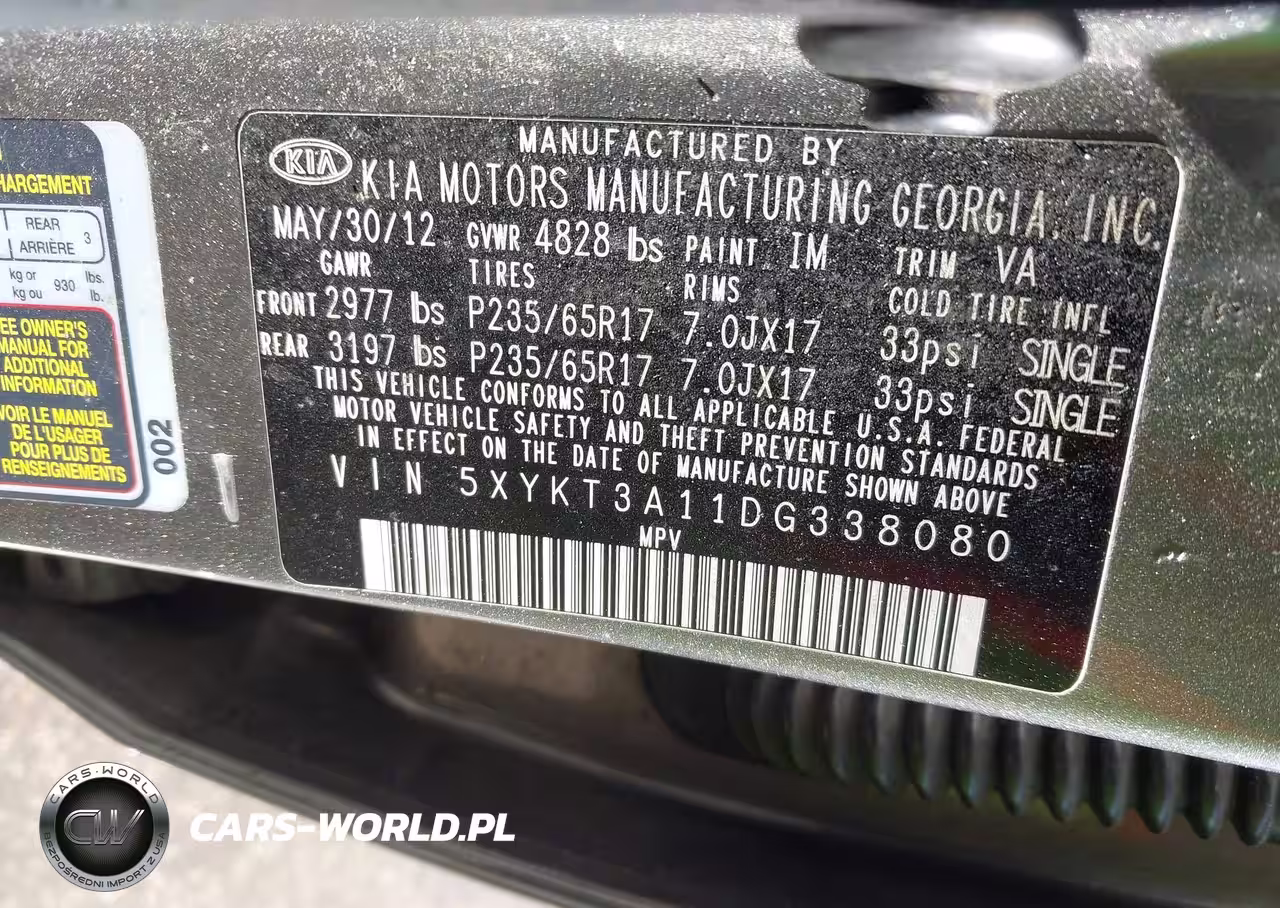 HARGEMENT
REAR
ARRIÈRE 3
kg or
kg ou 930 lbs.
lb.
EE OWNER'S
MANUAL FOR
ADDITIONAL
INFORMATION
VOIR LE MANUEL
DE L'USAGER
POUR PLUS DE
RENSEIGNEMENTS
002
KIA
MANUFACTURED BY
KIA MOTORS MANUFACTURING GEORGIA, INC.
MAY/30/12 GVWR 4828 lbs PAINT IM TRIM VA
GAWR TIRES RIMS COLD TIRE INFL
FRONT 2977 lbs P235/65R17 7.0JX17 33psi SINGLE
REAR 3197 lbs P235/65R17 7.0JX17 33psi SINGLE
THIS VEHICLE CONFORMS TO ALL APPLICABLE U.S.A. FEDERAL
MOTOR VEHICLE SAFETY AND THEFT PREVENTION STANDARDS
IN EFFECT ON THE DATE OF MANUFACTURE SHOWN ABOVE
VIN 5XYKT3A11DG338080
MPV
CARS-WORLD
CW
BEZPOŚREDNI IMPORT Z USA
CARS-WORLD.PL